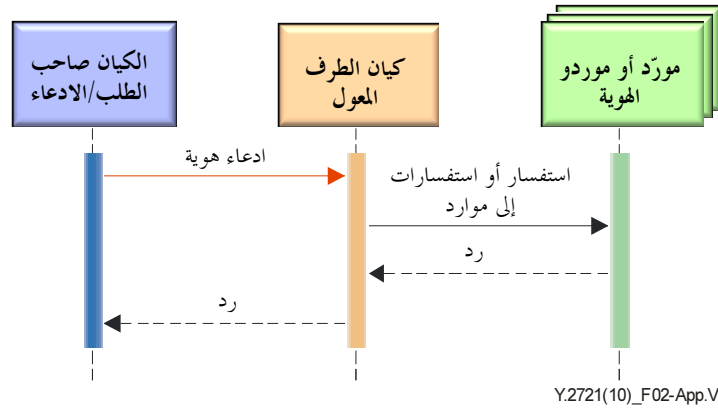 الكيان صاحب
الطلب/الادعاء
كيان الطرف
المعول
مورّد أو موردو
الهوية
ادعاء هوية
استفسار أو استفسارات
إلى موارد
رد
رد
Y.2721(10)_F02-App.V